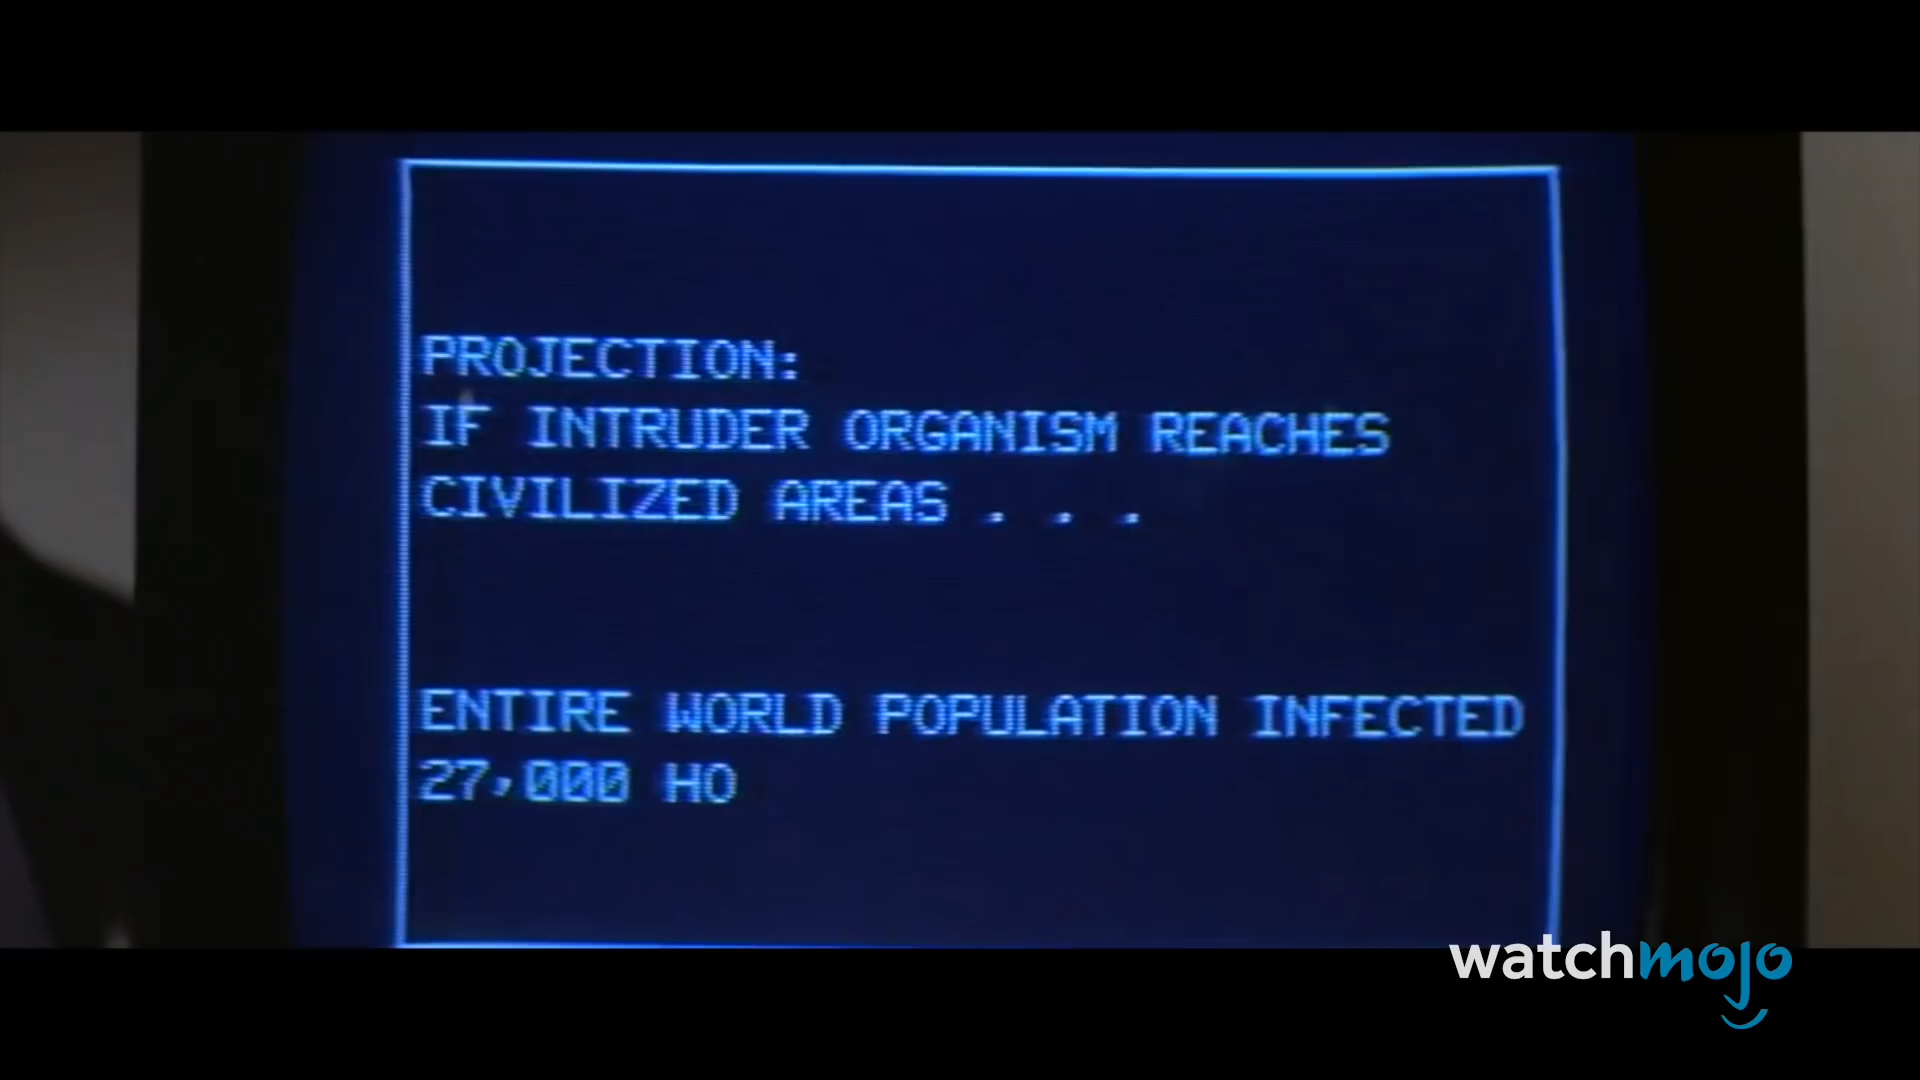 PROJECTION:
IF INTRUDER ORGANISM REACHES
CIVILIZED AREAS . . .
ENTIRE WORLD POPULATION INFECTED
27,000 HO
watchmojo